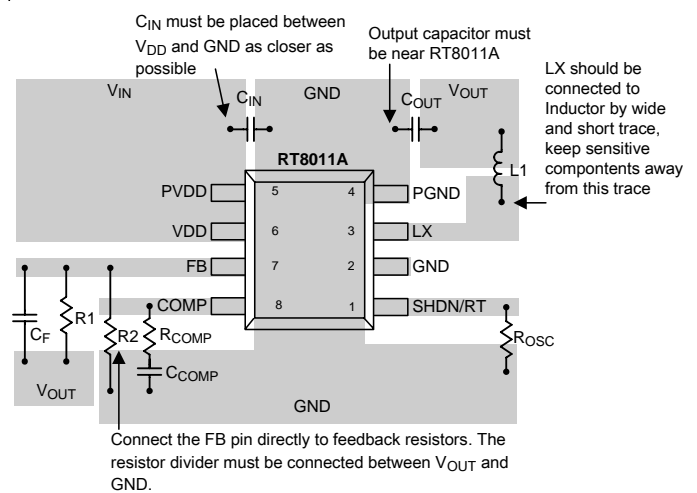 C_IN must be placed between
V_DD and GND as closer as
possible
Output capacitor must
be near RT8011A
LX should be
connected to
Inductor by wide
and short trace,
keep sensitive
compontents away
from this trace
V_IN
C_IN
GND
C_OUT
V_OUT
L1
RT8011A
PVDD 5 4 PGND
VDD 6 3 LX
FB 7 2 GND
COMP 8 1 SHDN/RT
C_F
R1
R2
R_COMP
C_COMP
R_OSC
V_OUT
GND
Connect the FB pin directly to feedback resistors. The
resistor divider must be connected between V_OUT and
GND.